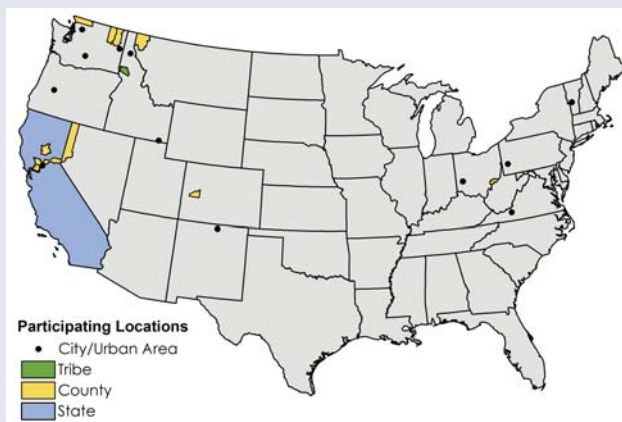 Participating Locations
City/Urban Area
Tribe
County
State